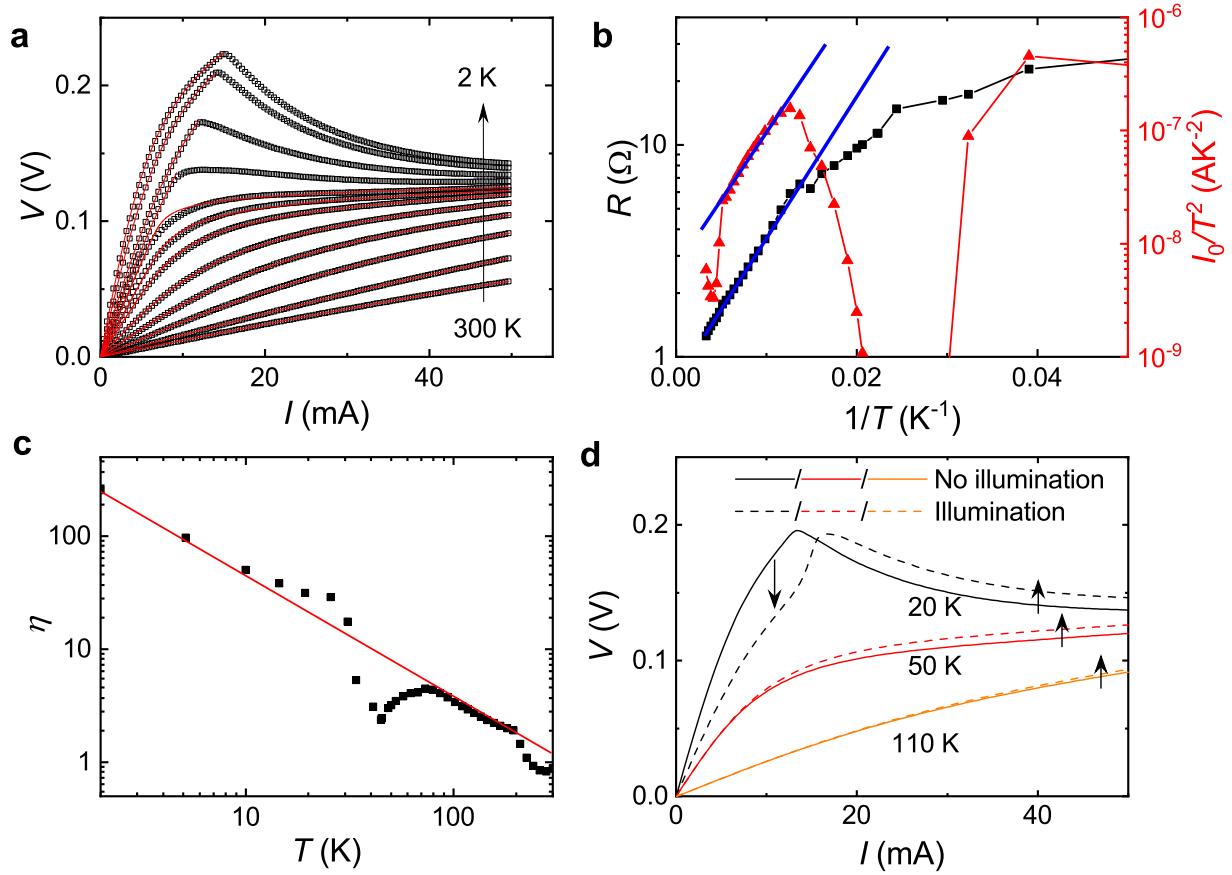 a
0.2
0.1
0.0
V (V)
2 K
300 K
0
20
40
I (mA)
b
10
1
R (Ω)
0.00
0.02
0.04
1/T (K⁻¹)
10⁻⁶
10⁻⁷
10⁻⁸
10⁻⁹
I₀/T² (AK⁻²)
c
100
10
1
η
10
100
T (K)
d
No illumination
Illumination
0.2
0.1
0.0
V (V)
20 K
50 K
110 K
0
20
40
I (mA)